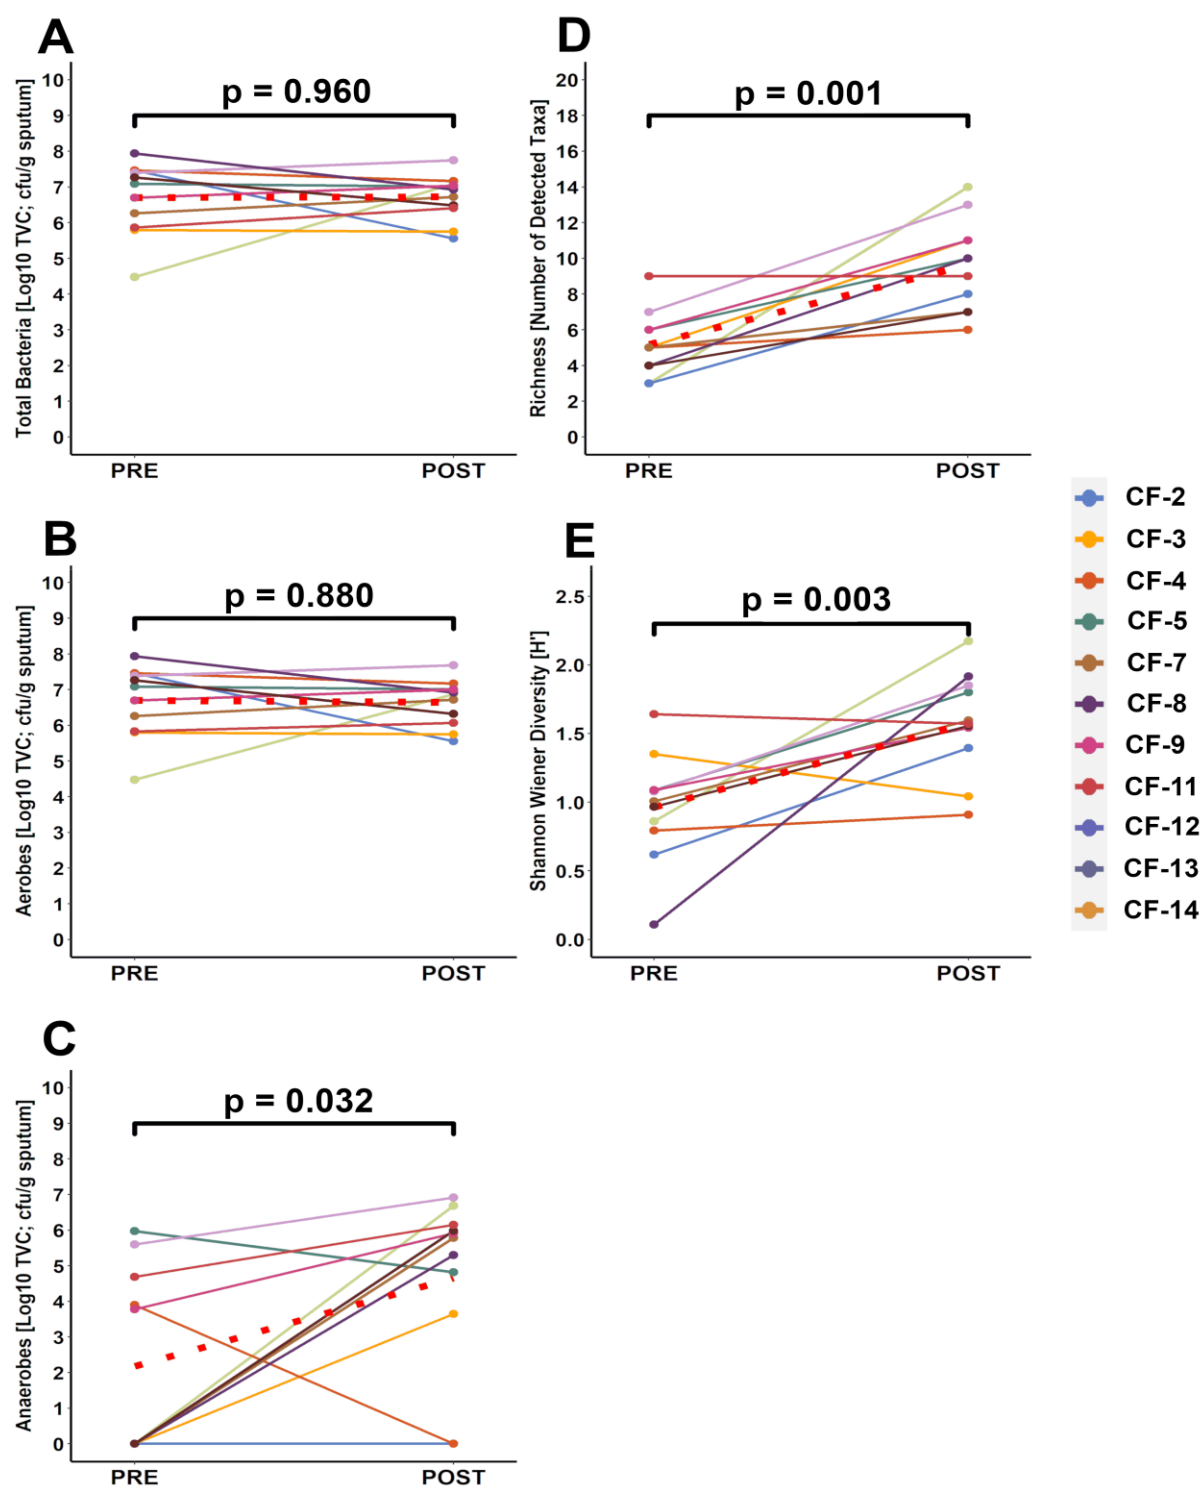 A
Total Bacteria [Log10 TVC; cfu/g sputum]
10
9
8
7
6
5
4
3
2
1
0
p = 0.960
PRE
POST
D
Richness [Number of Detected Taxa]
20
18
16
14
12
10
8
6
4
2
0
p = 0.001
PRE
POST
B
Aerobes [Log10 TVC; cfu/g sputum]
10
9
8
7
6
5
4
3
2
1
0
p = 0.880
PRE
POST
E
Shannon Wiener Diversity [H']
2.5
2.0
1.5
1.0
0.5
0.0
p = 0.003
PRE
POST
CF-2
CF-3
CF-4
CF-5
CF-7
CF-8
CF-9
CF-11
CF-12
CF-13
CF-14
C
Anaerobes [Log10 TVC; cfu/g sputum]
10
9
8
7
6
5
4
3
2
1
0
p = 0.032
PRE
POST